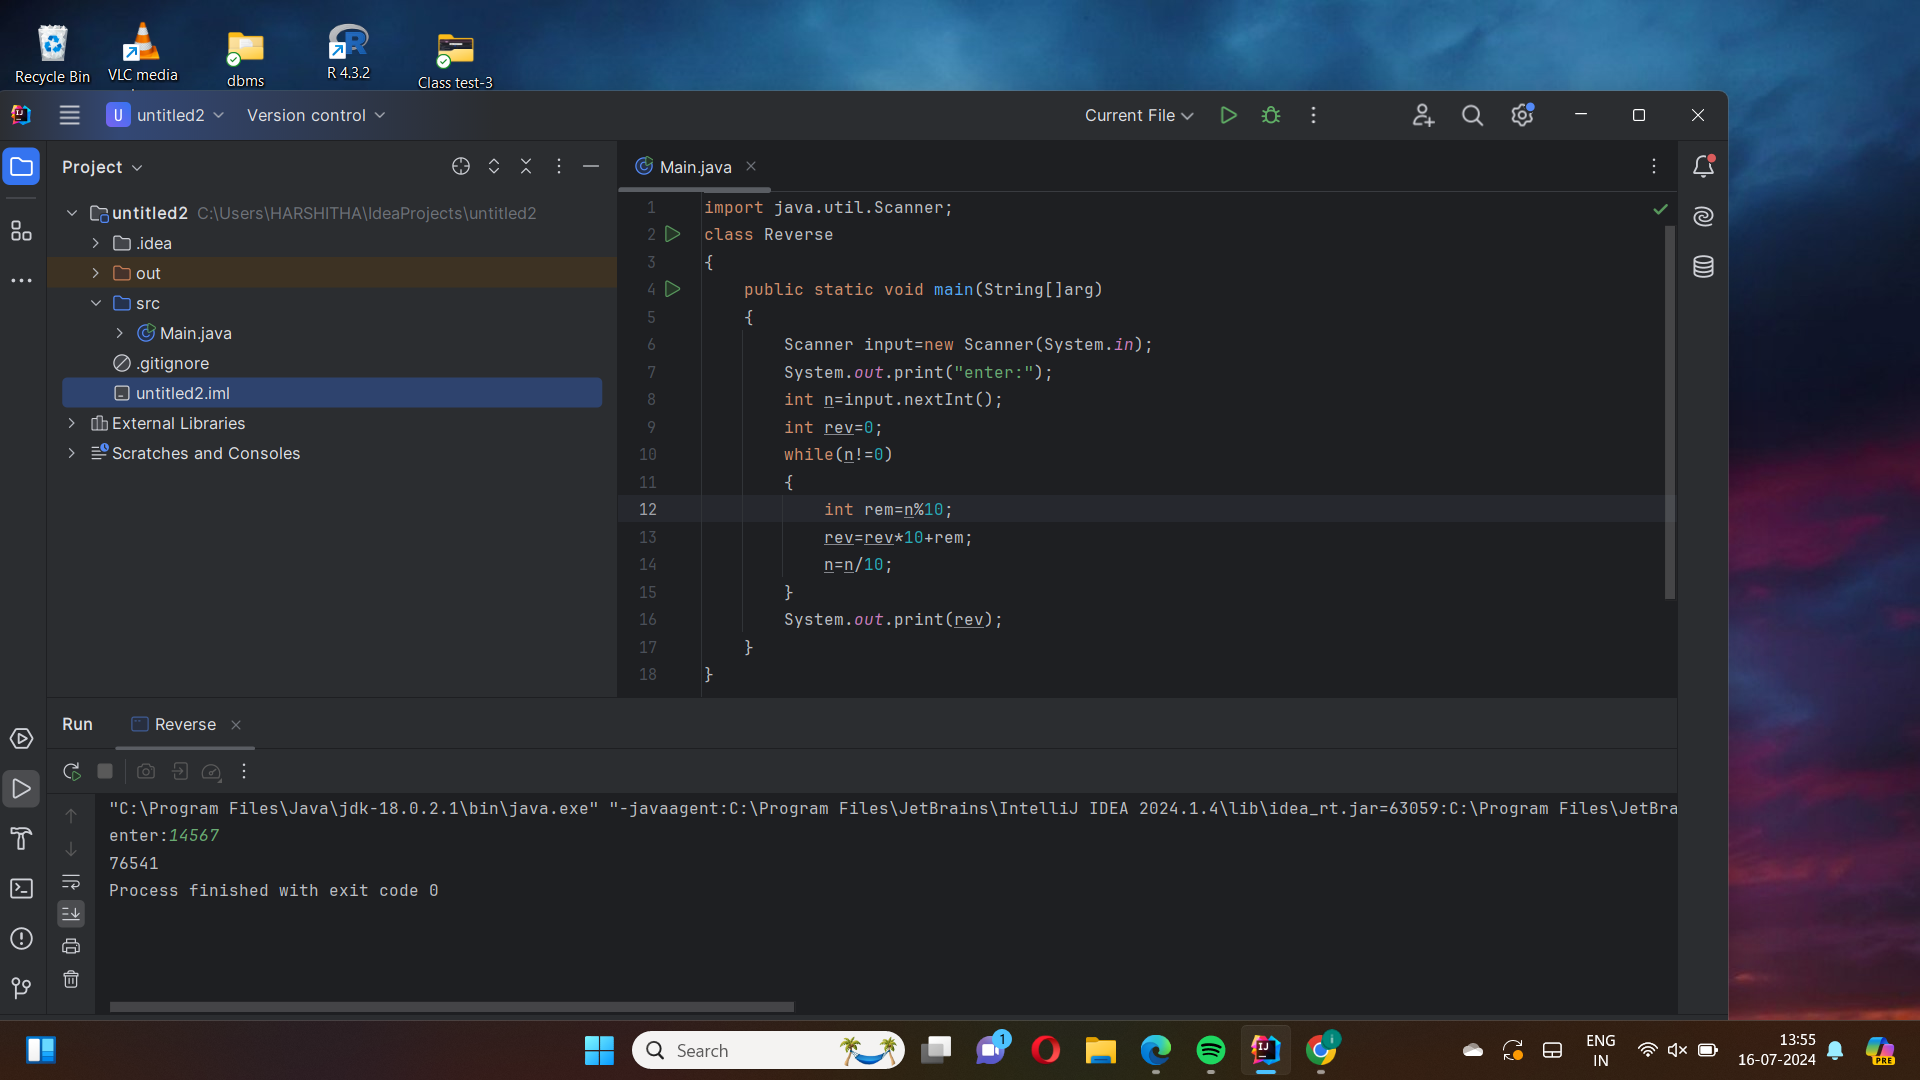 Recycle Bin
VLC media
dbms
R 4.3.2
Class test-3
U untitled2
Version control
Current File
Project
Main.java
untitled2 C:\Users\HARSHITHA\IdeaProjects\untitled2
.idea
out
src
Main.java
.gitignore
untitled2.iml
External Libraries
Scratches and Consoles
1 import java.util.Scanner;
2 class Reverse
3 {
4 public static void main(String[]arg)
5 {
6 Scanner input=new Scanner(System.in);
7 System.out.print("enter:");
8 int n=input.nextInt();
9 int rev=0;
10 while(n!=0)
11 {
12 int rem=n%10;
13 rev=rev*10+rem;
14 n=n/10;
15 }
16 System.out.print(rev);
17 }
18 }
Run
Reverse
"C:\Program Files\Java\jdk-18.0.2.1\bin\java.exe" "-javaagent:C:\Program Files\JetBrains\IntelliJ IDEA 2024.1.4\lib\idea_rt.jar=63059:C:\Program Files\JetBra
enter:14567
76541
Process finished with exit code 0
Search
1
ENG
IN
13:55
16-07-2024
PRE